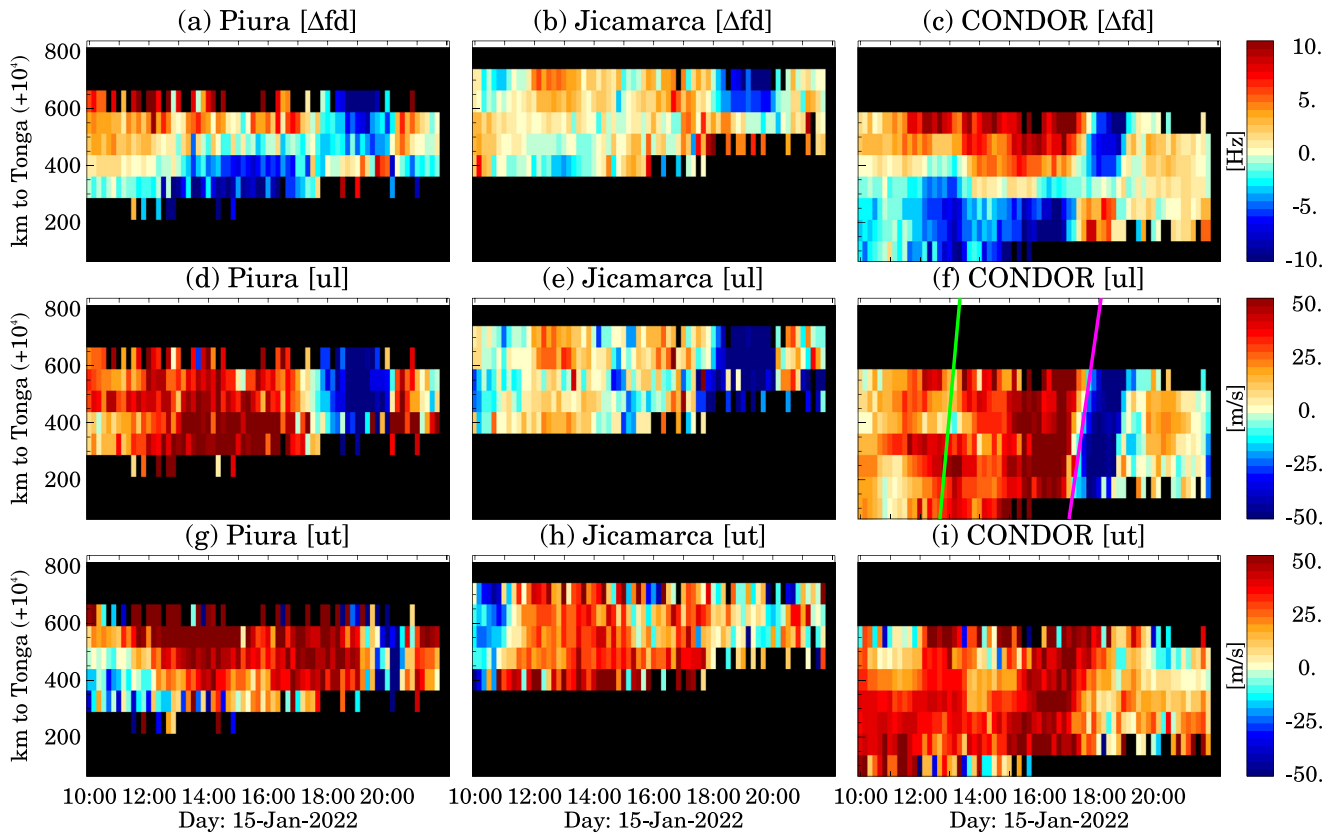 (a) Piura [Δfd]
(b) Jicamarca [Δfd]
(c) CONDOR [Δfd]
km to Tonga (+10⁴)
800
600
400
200
10.
5.
0.
-5.
-10.
[Hz]
(d) Piura [ul]
(e) Jicamarca [ul]
(f) CONDOR [ul]
km to Tonga (+10⁴)
800
600
400
200
50.
25.
0.
-25.
-50.
[m/s]
(g) Piura [ut]
(h) Jicamarca [ut]
(i) CONDOR [ut]
km to Tonga (+10⁴)
800
600
400
200
50.
25.
0.
-25.
-50.
[m/s]
10:00 12:00 14:00 16:00 18:00 20:00
10:00 12:00 14:00 16:00 18:00 20:00
10:00 12:00 14:00 16:00 18:00 20:00
Day: 15-Jan-2022
Day: 15-Jan-2022
Day: 15-Jan-2022